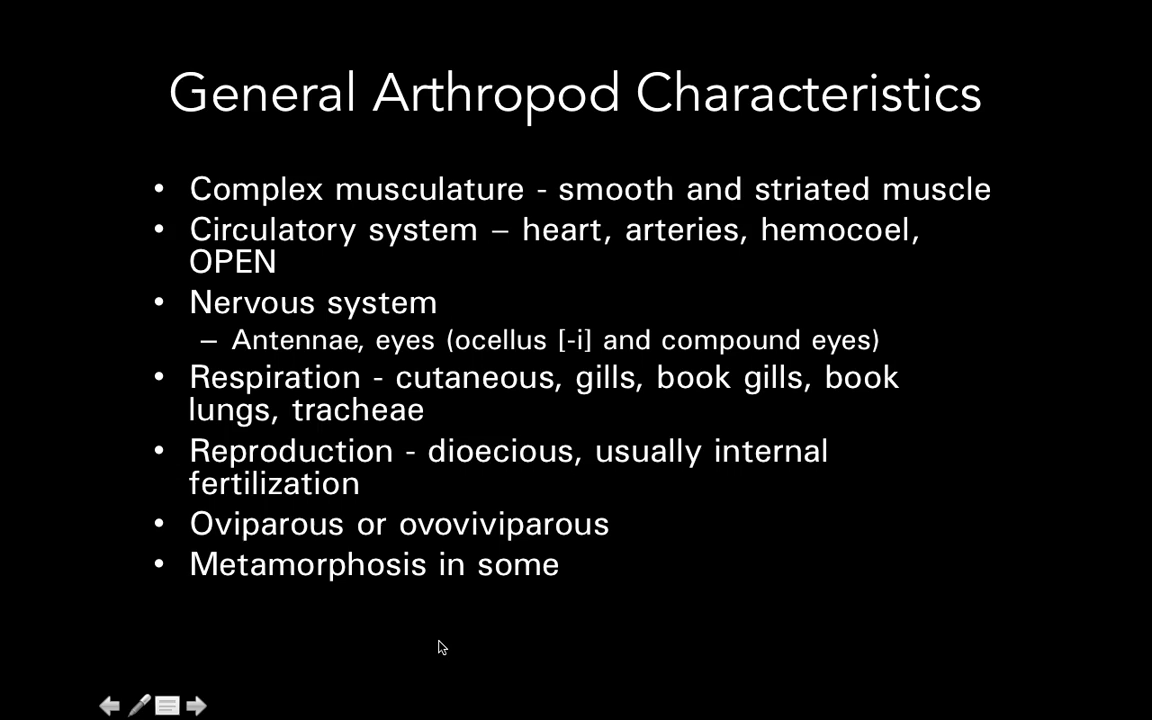 General Arthropod Characteristics
• Complex musculature - smooth and striated muscle
• Circulatory system – heart, arteries, hemocoel,
OPEN
• Nervous system
– Antennae, eyes (ocellus [-i] and compound eyes)
• Respiration - cutaneous, gills, book gills, book
lungs, tracheae
• Reproduction - dioecious, usually internal
fertilization
• Oviparous or ovoviviparous
• Metamorphosis in some